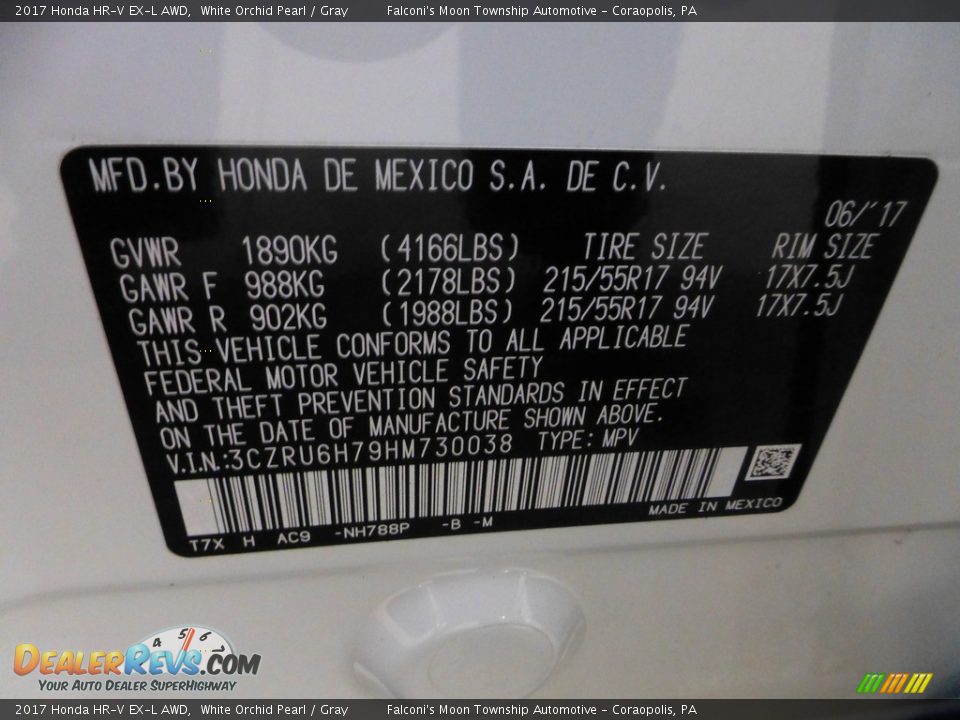 2017 Honda HR-V EX-L AWD,  White Orchid Pearl / Gray     Falconi's Moon Township Automotive - Coraopolis, PA
MFD.BY HONDA DE MEXICO S.A. DE C.V.
06/'17
GVWR 1890KG (4166LBS) TIRE SIZE RIM SIZE
GAWR F 988KG (2178LBS) 215/55R17 94V 17X7.5J
GAWR R 902KG (1988LBS) 215/55R17 94V 17X7.5J
THIS VEHICLE CONFORMS TO ALL APPLICABLE
FEDERAL MOTOR VEHICLE SAFETY
AND THEFT PREVENTION STANDARDS IN EFFECT
ON THE DATE OF MANUFACTURE SHOWN ABOVE.
V.I.N.:3CZRU6H79HM730038 TYPE: MPV
MADE IN MEXICO
T7X H AC9 -NH788P -B -M
4 5 6
DEALERREVS.COM
YOUR AUTO DEALER SUPERHIGHWAY
2017 Honda HR-V EX-L AWD,  White Orchid Pearl / Gray     Falconi's Moon Township Automotive - Coraopolis, PA